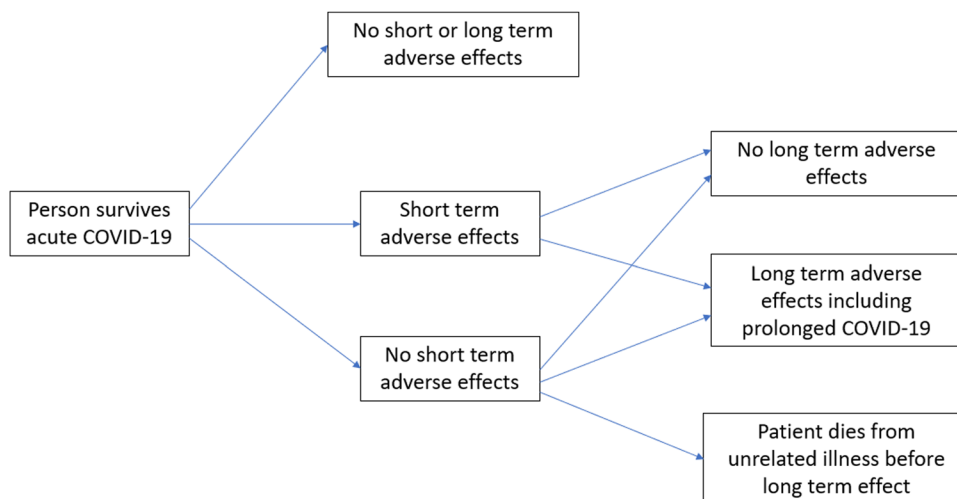 No short or long term
adverse effects
No long term adverse
effects
Person survives
acute COVID-19
Short term
adverse effects
Long term adverse
effects including
prolonged COVID-19
No short term
adverse effects
Patient dies from
unrelated illness before
long term effect